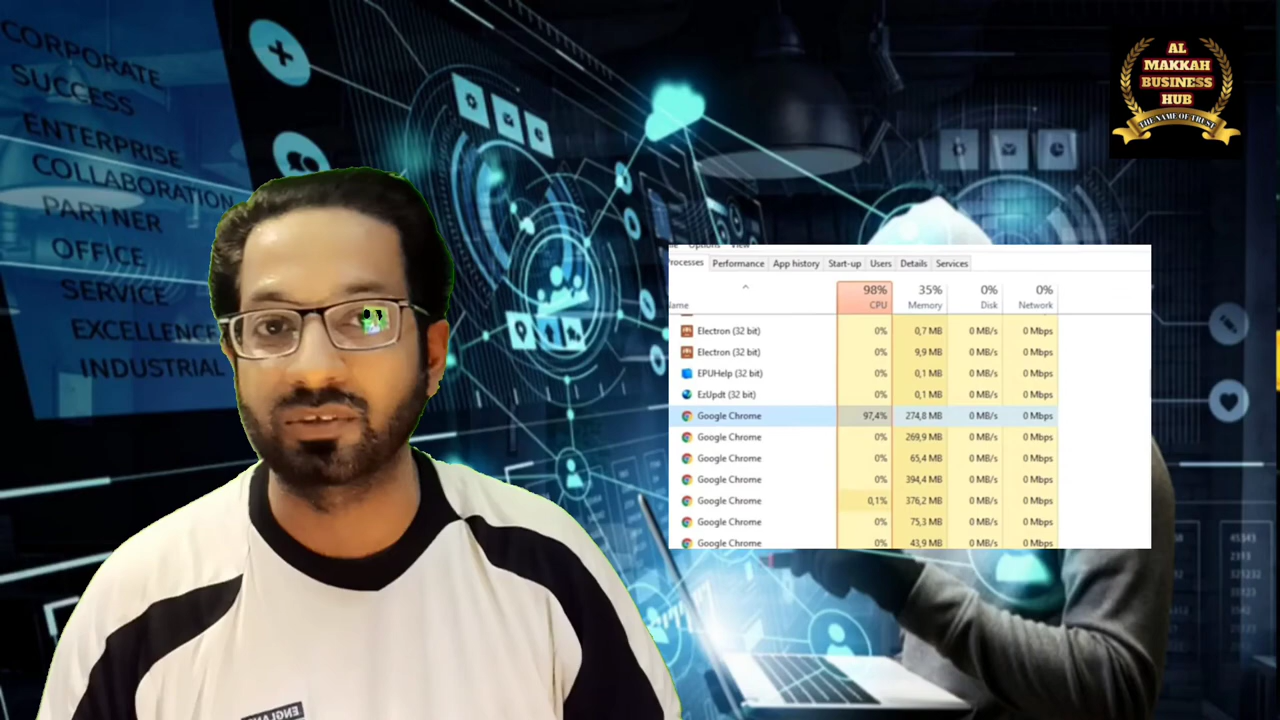 CORPORATE
SUCCESS
ENTERPRISE
COLLABORATION
PARTNER
OFFICE
SERVICE
EXCELLENCE
INDUSTRIAL
AL
MAKKAH
BUSINESS
HUB
THE NAME OF TRUST
Options View
Processes Performance App history Start-up Users Details Services
98% 35% 0% 0%
Name CPU Memory Disk Network
Electron (32 bit) 0% 0,7 MB 0 MB/s 0 Mbps
Electron (32 bit) 0% 9,9 MB 0 MB/s 0 Mbps
EPUHelp (32 bit) 0% 0,1 MB 0 MB/s 0 Mbps
EzUpdt (32 bit) 0% 0,1 MB 0 MB/s 0 Mbps
Google Chrome 97,4% 274,8 MB 0 MB/s 0 Mbps
Google Chrome 0% 269,9 MB 0 MB/s 0 Mbps
Google Chrome 0% 65,4 MB 0 MB/s 0 Mbps
Google Chrome 0% 394,4 MB 0 MB/s 0 Mbps
Google Chrome 0,1% 376,2 MB 0 MB/s 0 Mbps
Google Chrome 0% 75,3 MB 0 MB/s 0 Mbps
Google Chrome 0% 43,9 MB 0 MB/s 0 Mbps